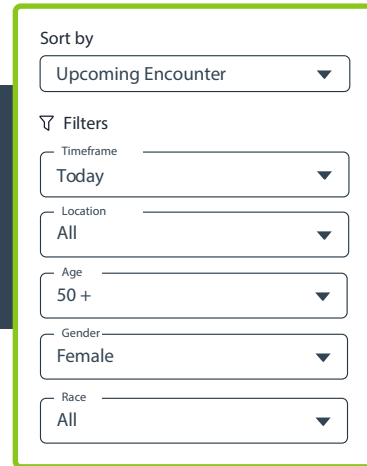 Sort by
Upcoming Encounter
Filters
Timeframe
Today
Location
All
Age
50 +
Gender
Female
Race
All